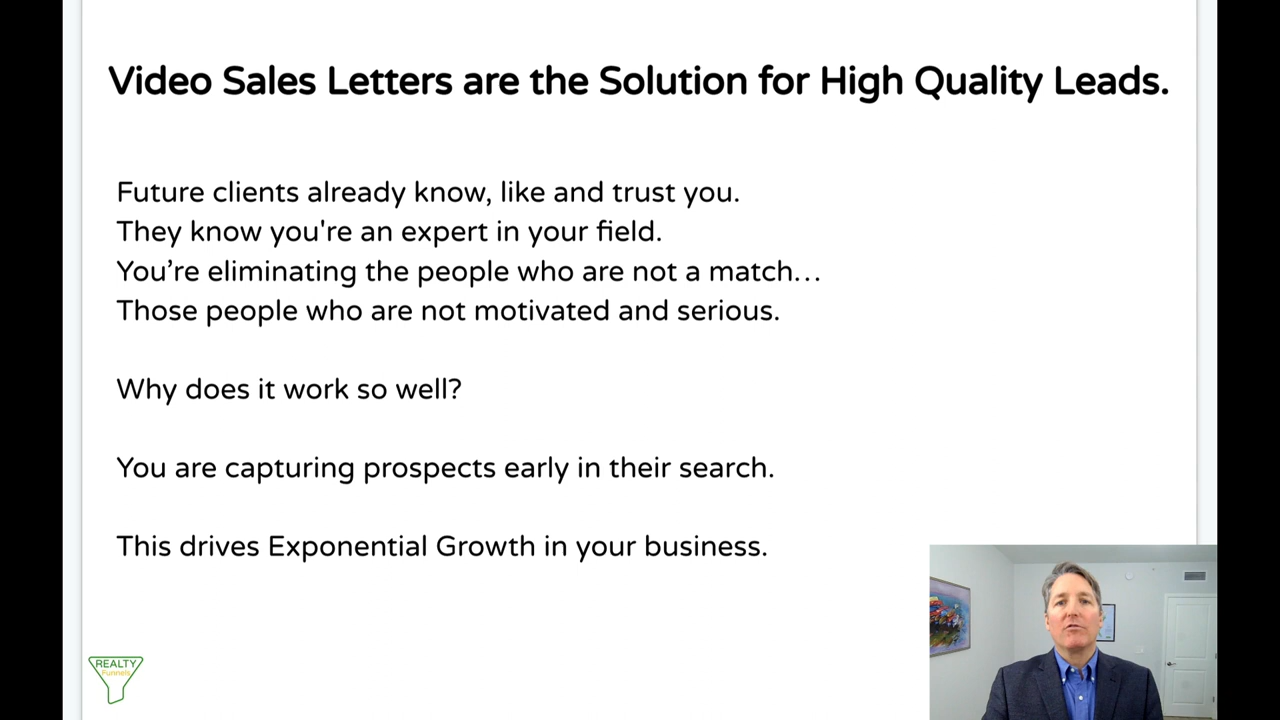 Video Sales Letters are the Solution for High Quality Leads.
Future clients already know, like and trust you.
They know you're an expert in your field.
You’re eliminating the people who are not a match…
Those people who are not motivated and serious.
Why does it work so well?
You are capturing prospects early in their search.
This drives Exponential Growth in your business.
REALTY
Funnels